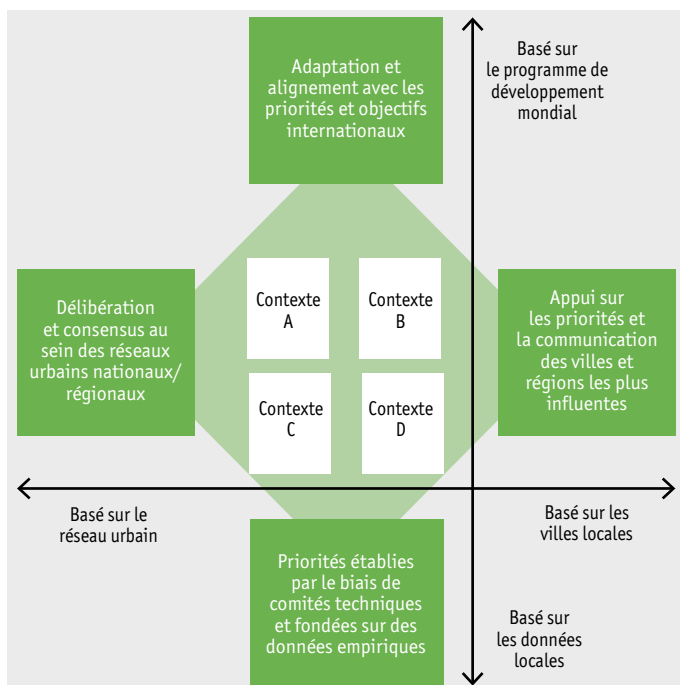 Adaptation et
alignement avec les
priorités et objectifs
internationaux
Basé sur
le programme de
développement
mondial
Délibération
et consensus au
sein des réseaux
urbains nationaux/
régionaux
Contexte
A
Contexte
B
Contexte
C
Contexte
D
Appui sur
les priorités et
la communication
des villes et
régions les plus
influentes
Basé sur le
réseau urbain
Basé sur les
villes locales
Priorités établies
par le biais de
comités techniques
et fondées sur des
données empiriques
Basé sur
les données
locales